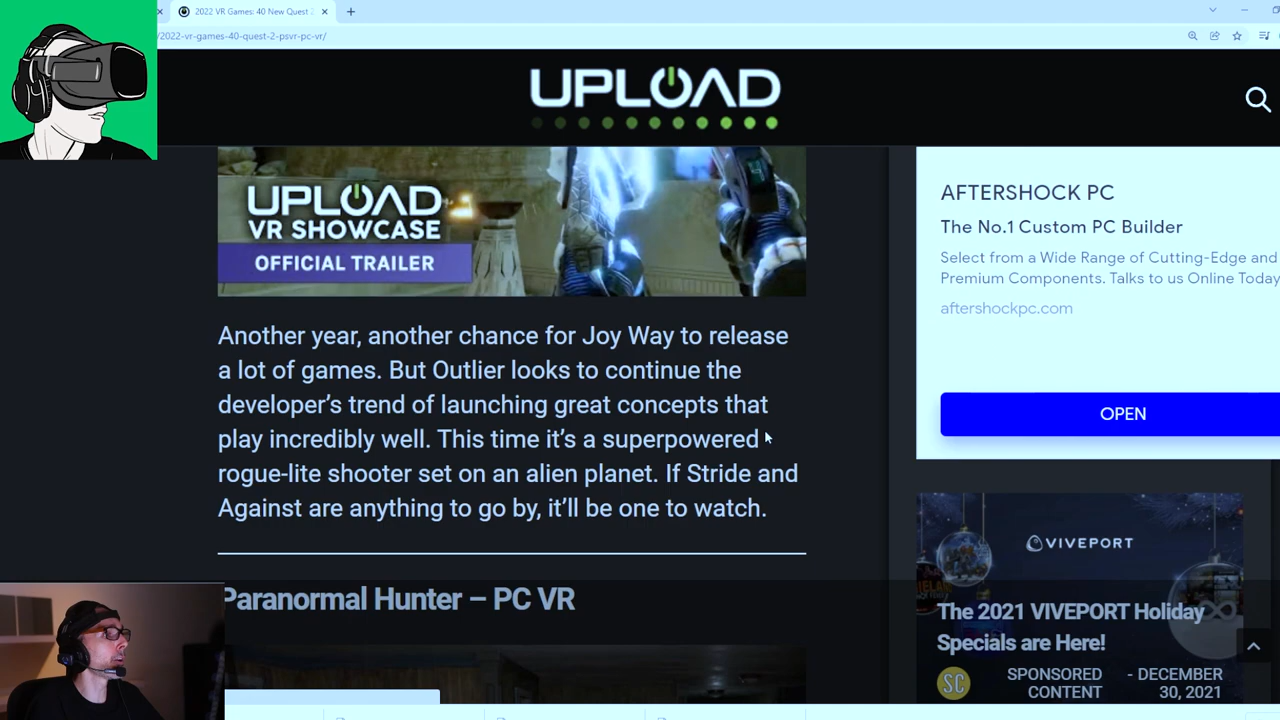 2022 VR Games: 40 New Quest 2
/2022-vr-games-40-quest-2-psvr-pc-vr/
UPLOAD
UPLOAD
VR SHOWCASE
OFFICIAL TRAILER
Another year, another chance for Joy Way to release
a lot of games. But Outlier looks to continue the
developer’s trend of launching great concepts that
play incredibly well. This time it’s a superpowered
rogue-lite shooter set on an alien planet. If Stride and
Against are anything to go by, it’ll be one to watch.
Paranormal Hunter – PC VR
AFTERSHOCK PC
The No.1 Custom PC Builder
Select from a Wide Range of Cutting-Edge and
Premium Components. Talks to us Online Today
aftershockpc.com
OPEN
VIVEPORT
The 2021 VIVEPORT Holiday
Specials are Here!
SC
SPONSORED CONTENT
- DECEMBER 30, 2021